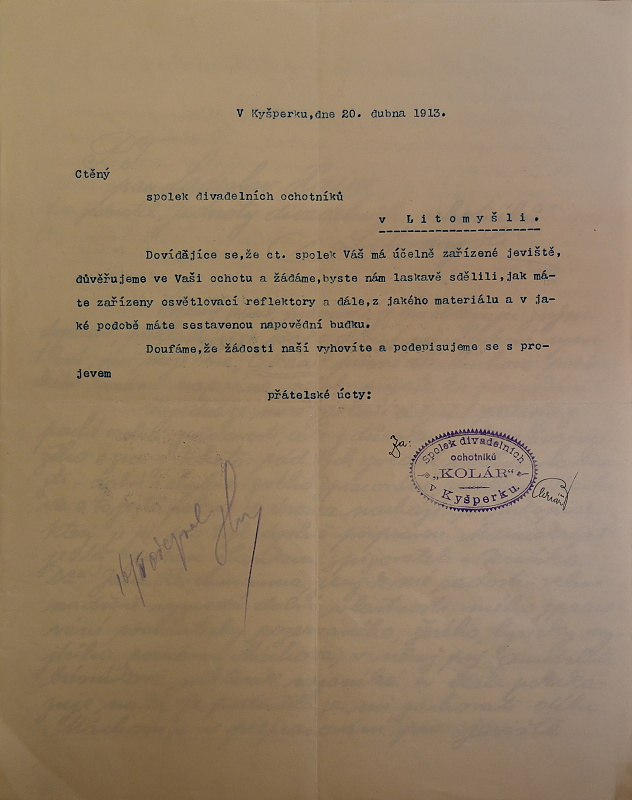 V Kyšperku,dne 20. dubna 1913.
Ctěný
spolek divadelních ochotníků
v Litomyšli.
Dovídajíce se,že ct. spolek Váš má účelně zařízené jeviště,
důvěřujeme ve Vaši ochotu a žádáme,byste nám laskavě sdělili,jak má-
te zařízeny osvětlovací reflektory a dále,z jakého materiálu a v ja-
ké podobě máte sestavenou napovědní budku.
Doufáme,že žádosti naší vyhovíte a podepisujeme se s pro-
jevem
přátelské úcty:
Za:
Spolek divadelních
ochotníků
„KOLÁR“
v Kyšperku.